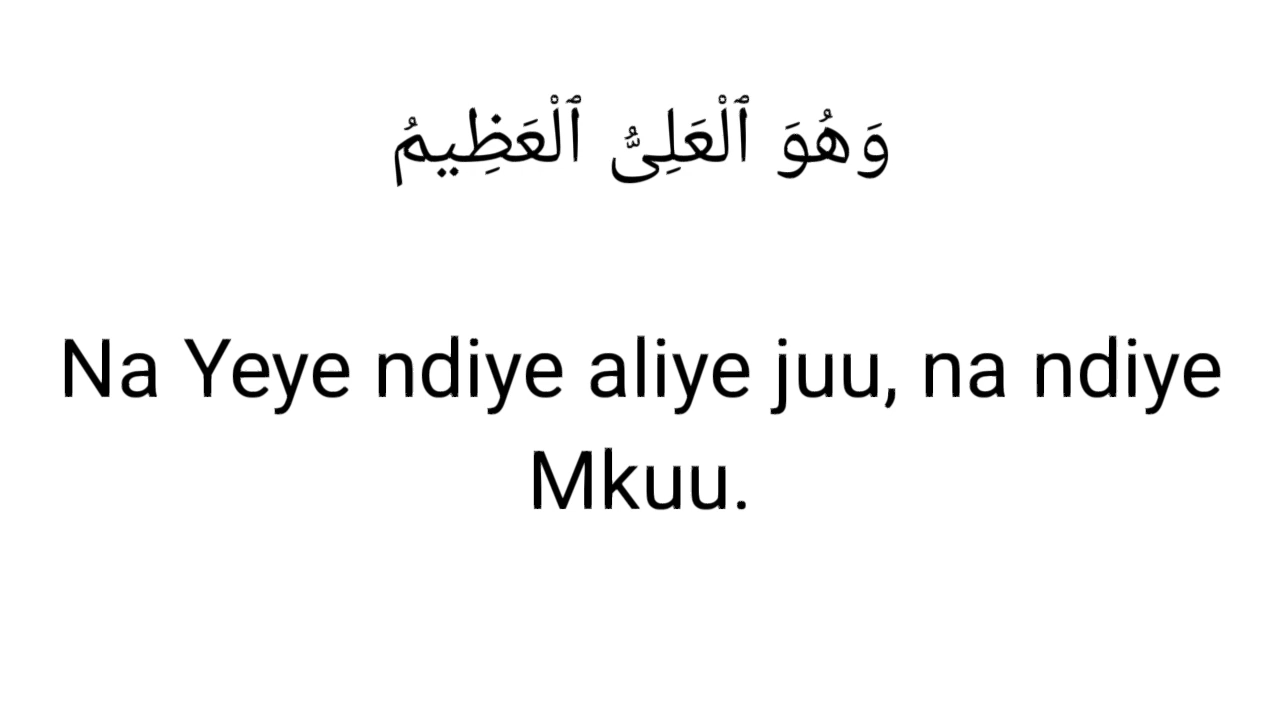 وَهُوَ ٱلْعَلِىُّ ٱلْعَظِيمُ
Na Yeye ndiye aliye juu, na ndiye
Mkuu.